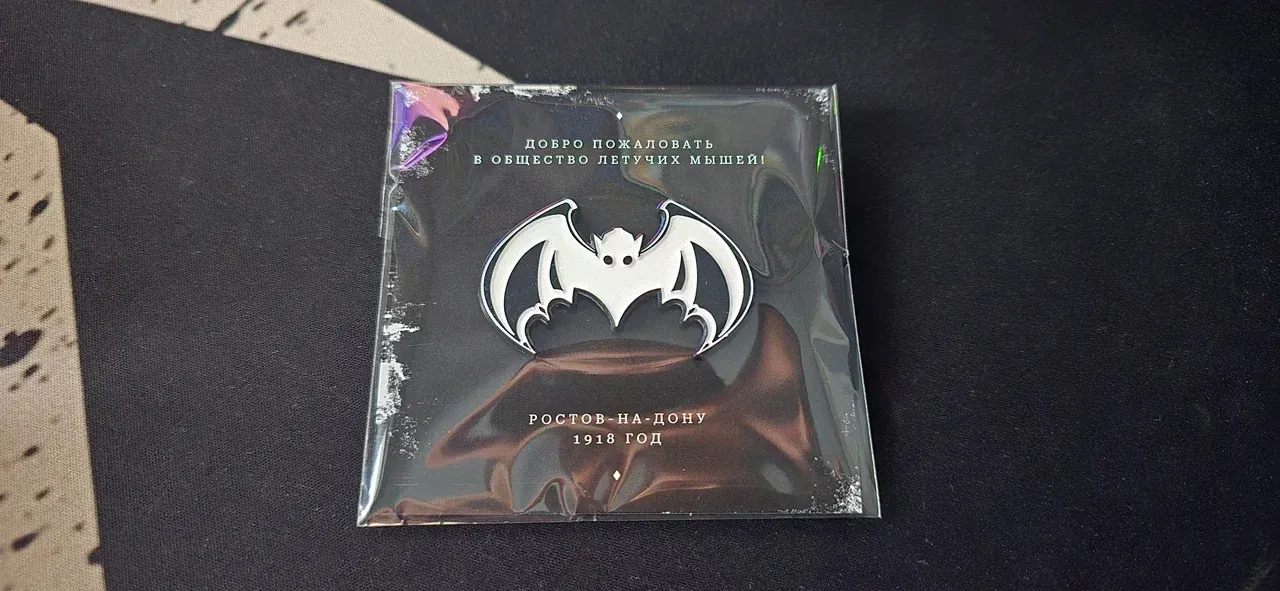 ДОБРО ПОЖАЛОВАТЬ
В ОБЩЕСТВО ЛЕТУЧИХ МЫШЕЙ!
РОСТОВ-НА-ДОНУ
1918 ГОД